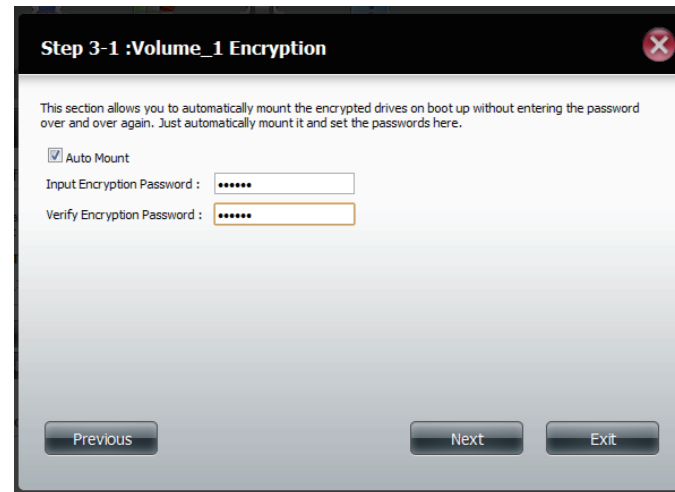 Step 3-1 :Volume_1 Encryption
This section allows you to automatically mount the encrypted drives on boot up without entering the password
over and over again. Just automatically mount it and set the passwords here.
Auto Mount
Input Encryption Password : ••••••
Verify Encryption Password : ••••••
Previous Next Exit